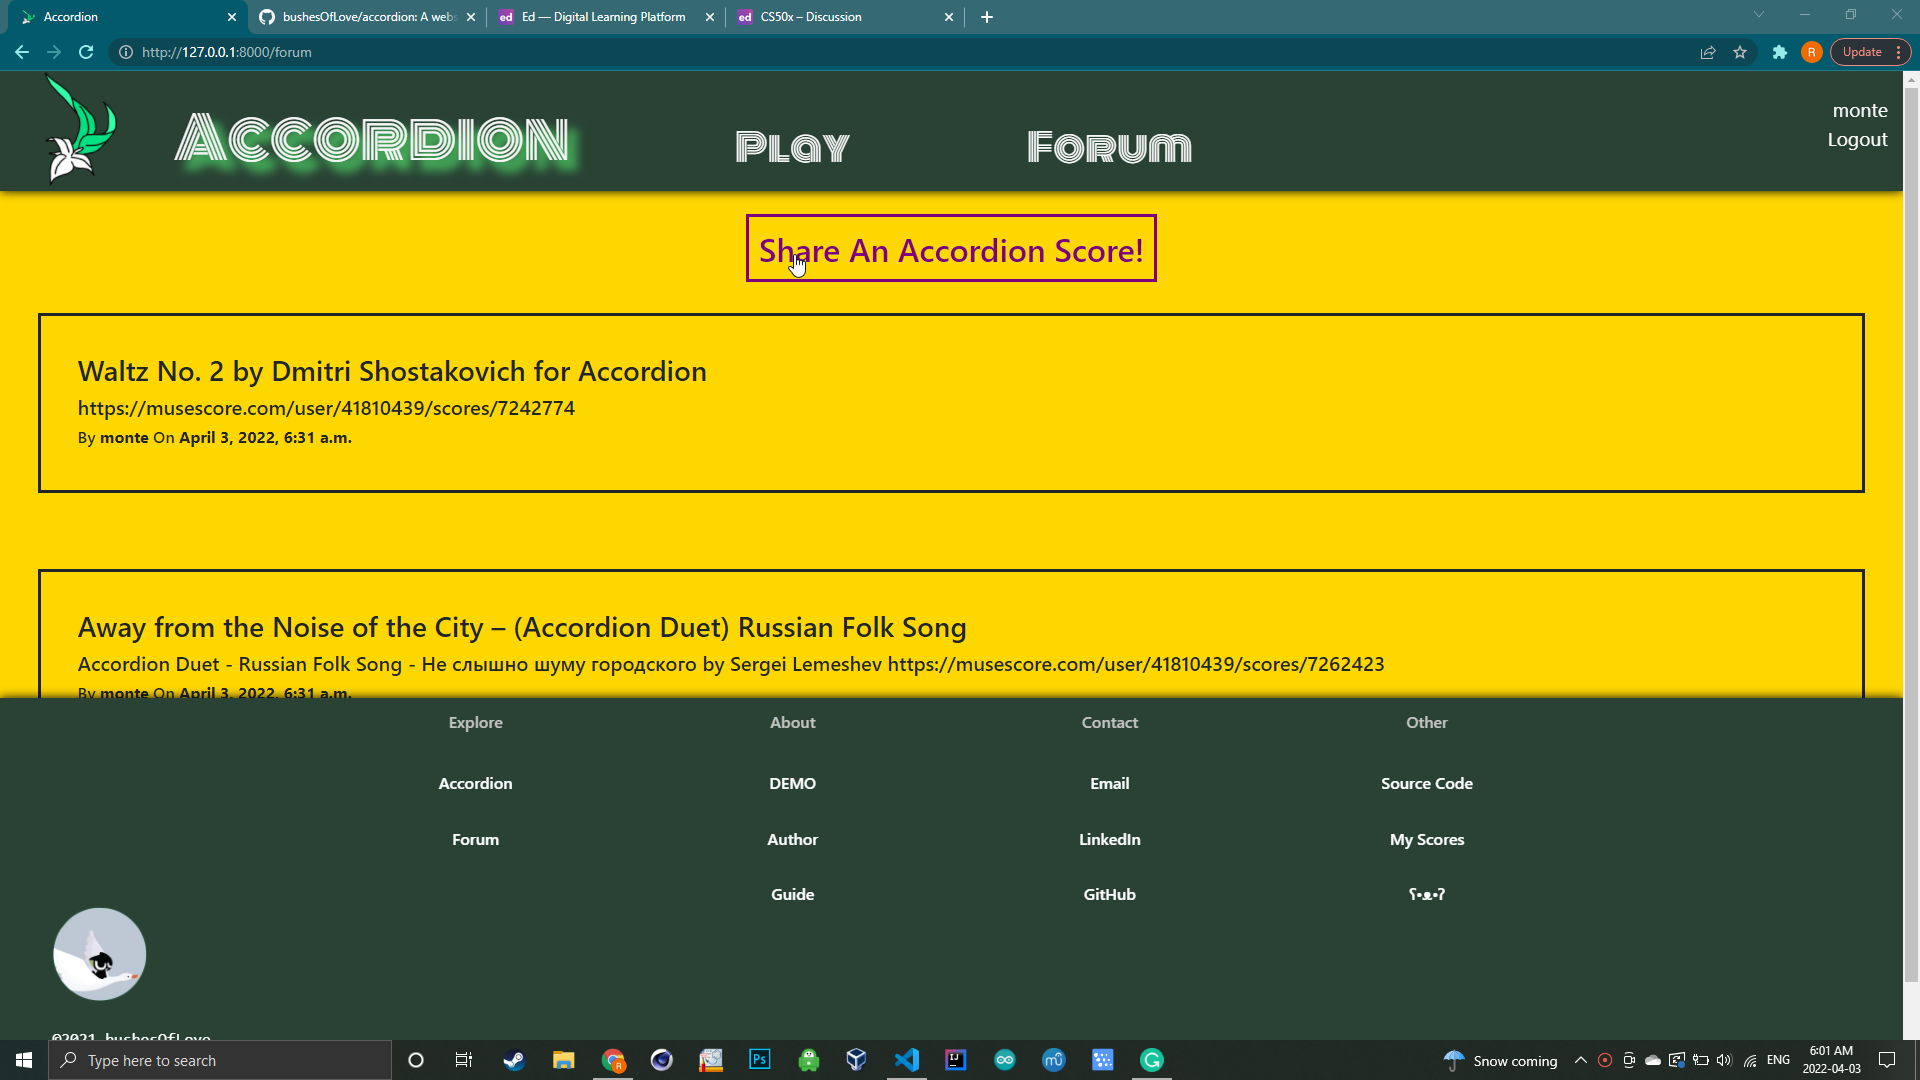 Accordion
bushesOfLove/accordion: A webs
Ed — Digital Learning Platform
CS50x – Discussion
http://127.0.0.1:8000/forum
R
Update
Accordion
Play
Forum
monte
Logout
Share An Accordion Score!
Waltz No. 2 by Dmitri Shostakovich for Accordion
https://musescore.com/user/41810439/scores/7242774
By monte On April 3, 2022, 6:31 a.m.
Away from the Noise of the City – (Accordion Duet) Russian Folk Song
Accordion Duet - Russian Folk Song - Не слышно шуму городского by Sergei Lemeshev https://musescore.com/user/41810439/scores/7262423
By monte On April 3, 2022, 6:31 a.m.
Explore
About
Contact
Other
Accordion
DEMO
Email
Source Code
Forum
Author
LinkedIn
My Scores
Guide
GitHub
ʕ•ᴥ•ʔ
©2021 bushesOfLove
Type here to search
Snow coming
ENG
6:01 AM
2022-04-03